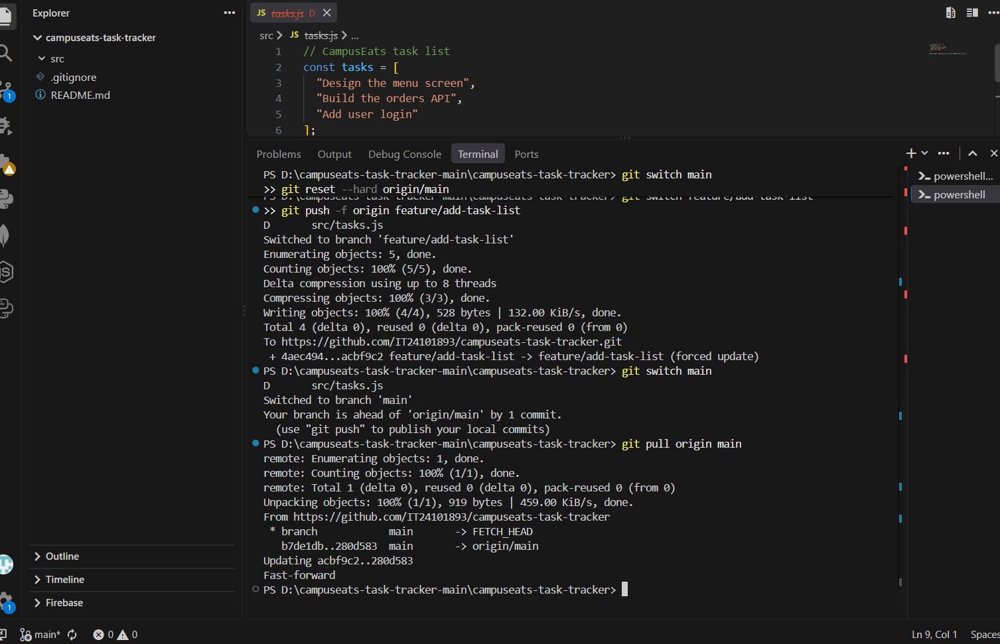 Explorer
campuseats-task-tracker
src
.gitignore
README.md
1
JS tasks.js D
src > JS tasks.js > ...
1 // CampusEats task list
2 const tasks = [
3 "Design the menu screen",
4 "Build the orders API",
5 "Add user login"
6 ];
Problems Output Debug Console Terminal Ports
PS D:\campuseats-task-tracker-main\campuseats-task-tracker> git switch main
>> git reset --hard origin/main
PS D:\campuseats-task-tracker-main\campuseats-task-tracker> git switch feature/add-task-list
>> git push -f origin feature/add-task-list
D src/tasks.js
Switched to branch 'feature/add-task-list'
Enumerating objects: 5, done.
Counting objects: 100% (5/5), done.
Delta compression using up to 8 threads
Compressing objects: 100% (3/3), done.
Writing objects: 100% (4/4), 528 bytes | 132.00 KiB/s, done.
Total 4 (delta 0), reused 0 (delta 0), pack-reused 0 (from 0)
To https://github.com/IT24101893/campuseats-task-tracker.git
+ 4aec494...acbf9c2 feature/add-task-list -> feature/add-task-list (forced update)
PS D:\campuseats-task-tracker-main\campuseats-task-tracker> git switch main
D src/tasks.js
Switched to branch 'main'
Your branch is ahead of 'origin/main' by 1 commit.
(use "git push" to publish your local commits)
PS D:\campuseats-task-tracker-main\campuseats-task-tracker> git pull origin main
remote: Enumerating objects: 1, done.
remote: Counting objects: 100% (1/1), done.
remote: Total 1 (delta 0), reused 0 (delta 0), pack-reused 0 (from 0)
Unpacking objects: 100% (1/1), 919 bytes | 459.00 KiB/s, done.
From https://github.com/IT24101893/campuseats-task-tracker
* branch main -> FETCH_HEAD
b7de1db..280d583 main -> origin/main
Updating acbf9c2..280d583
Fast-forward
PS D:\campuseats-task-tracker-main\campuseats-task-tracker>
powershell...
powershell
Outline
Timeline
Firebase
1
main* 0 0
Ln 9, Col 1 Spaces